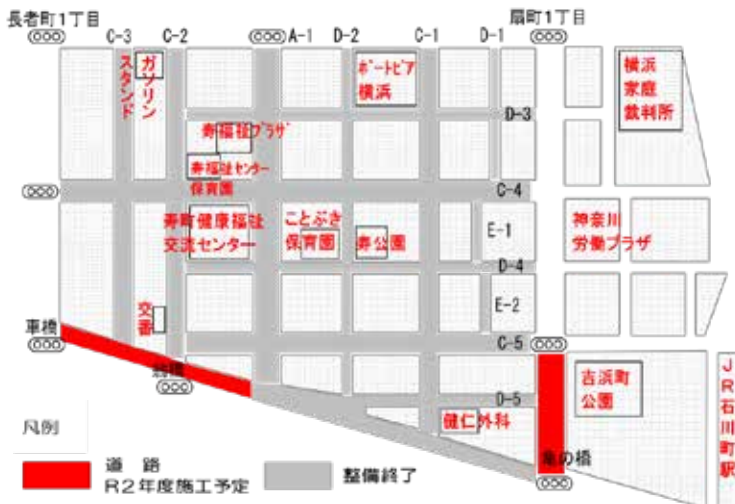 長者町1丁目
扇町1丁目
C-3
C-2
A-1
D-2
C-1
D-1
ガソリン
スタンド
ボートピア
横浜
横浜
家庭
裁判所
D-3
寿福祉プラザ
寿福祉センター
保育園
C-4
寿町健康福祉
交流センター
ことぶき
保育園
寿公園
E-1
神奈川
労働プラザ
D-4
交番
E-2
車橋
C-5
吉浜町
公園
JR石川町駅
D-5
健仁外科
亀の橋
凡例
道 路
R2年度施工予定
整備終了